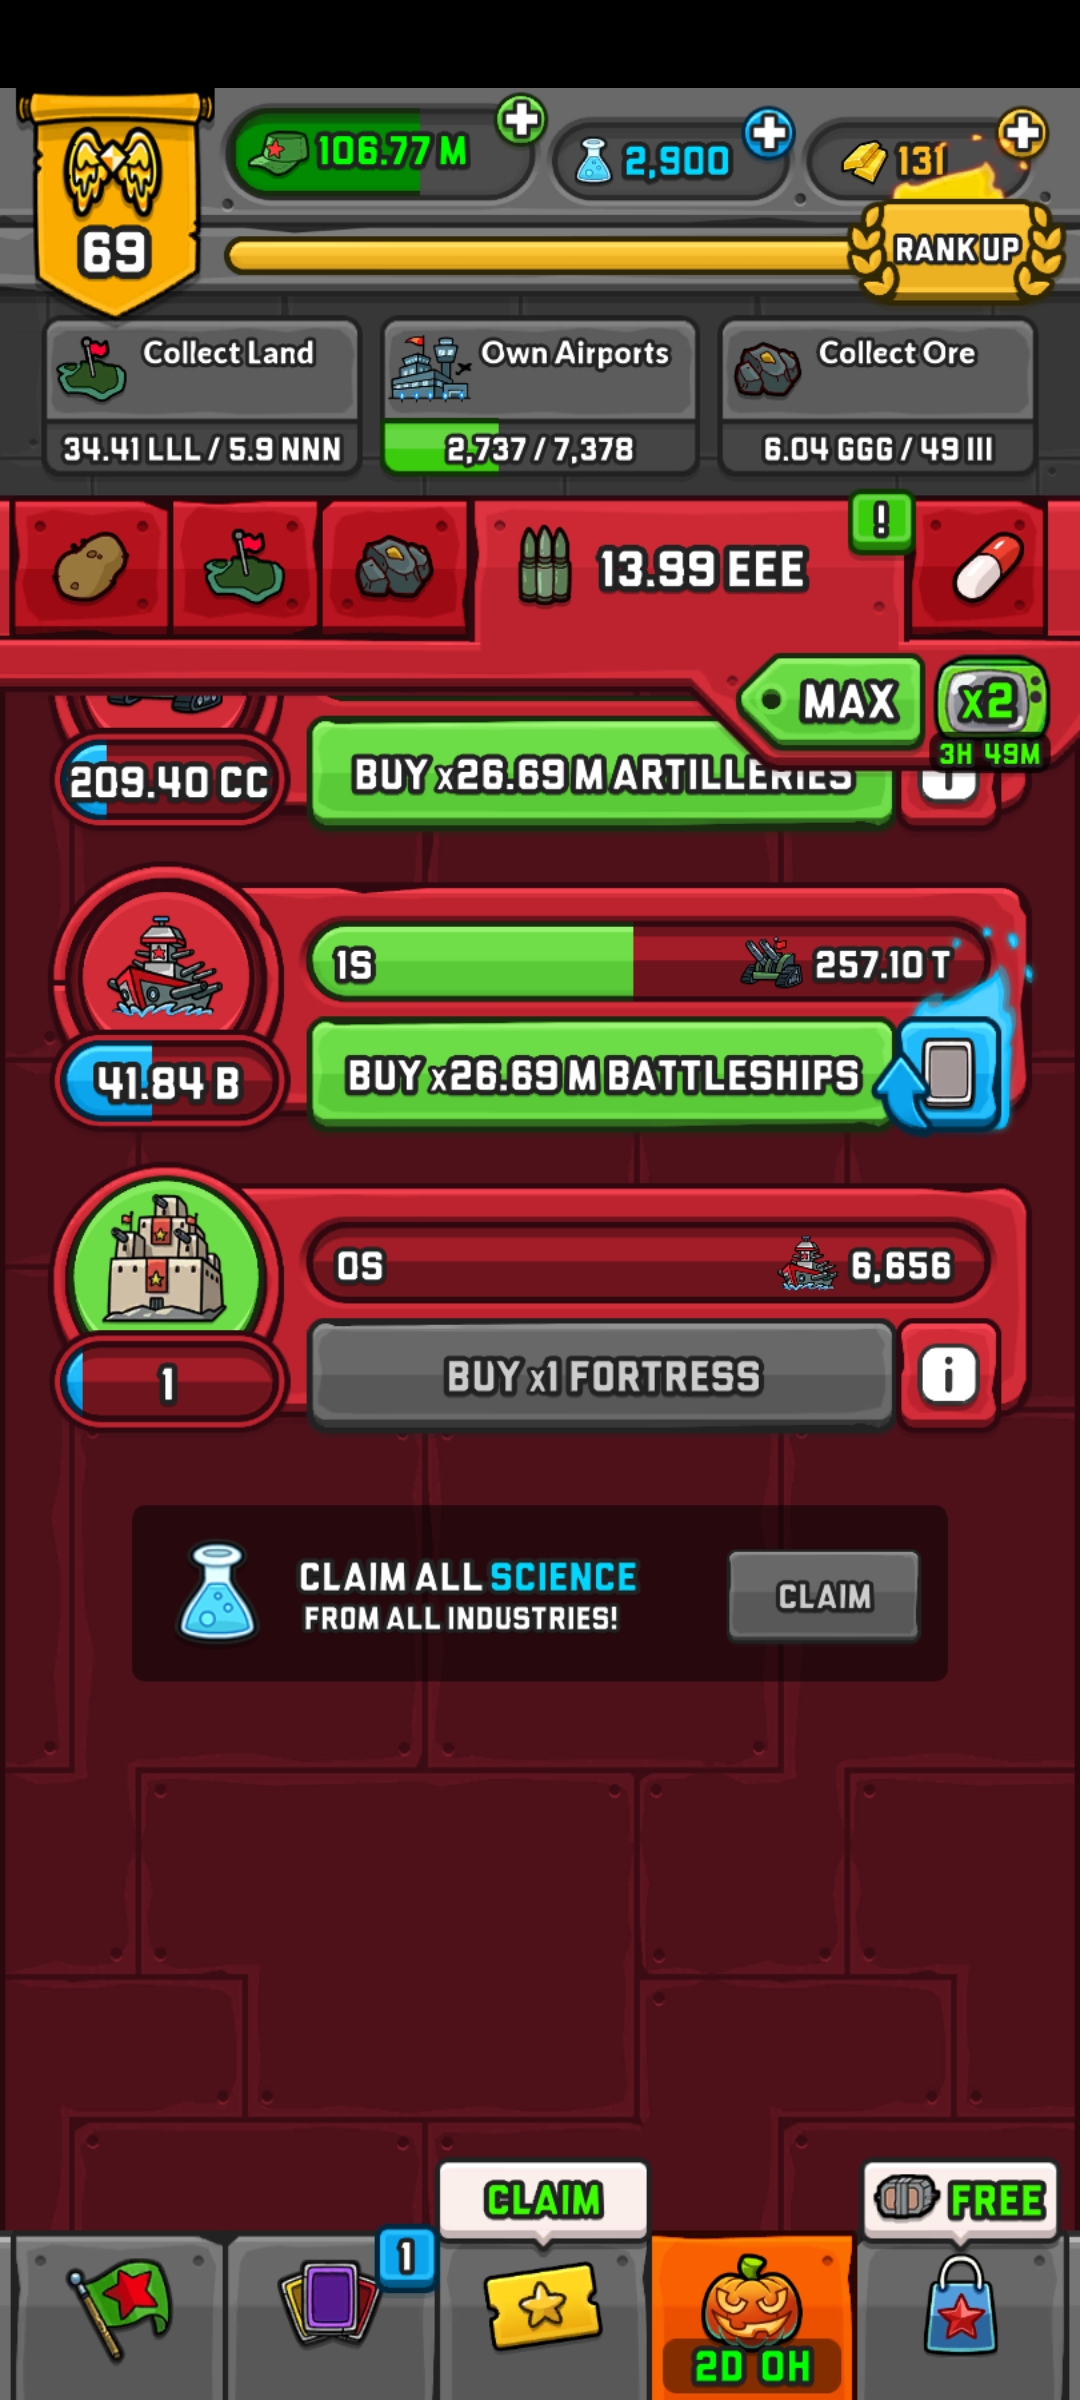 106.77 M
2,900
131
69
RANK UP
Collect Land
Own Airports
Collect Ore
34.41 LLL / 5.9 NNN
2,737 / 7,378
6.04 GGG / 49 III
!
13.99 EEE
MAX
x2
3H 49M
209.40 CC
BUY x26.69 M ARTILLERIES
1S
257.10 T
41.84 B
BUY x26.69 M BATTLESHIPS
0S
6,656
1
BUY x1 FORTRESS
i
CLAIM ALL SCIENCE
FROM ALL INDUSTRIES!
CLAIM
CLAIM
FREE
1
2D 0H